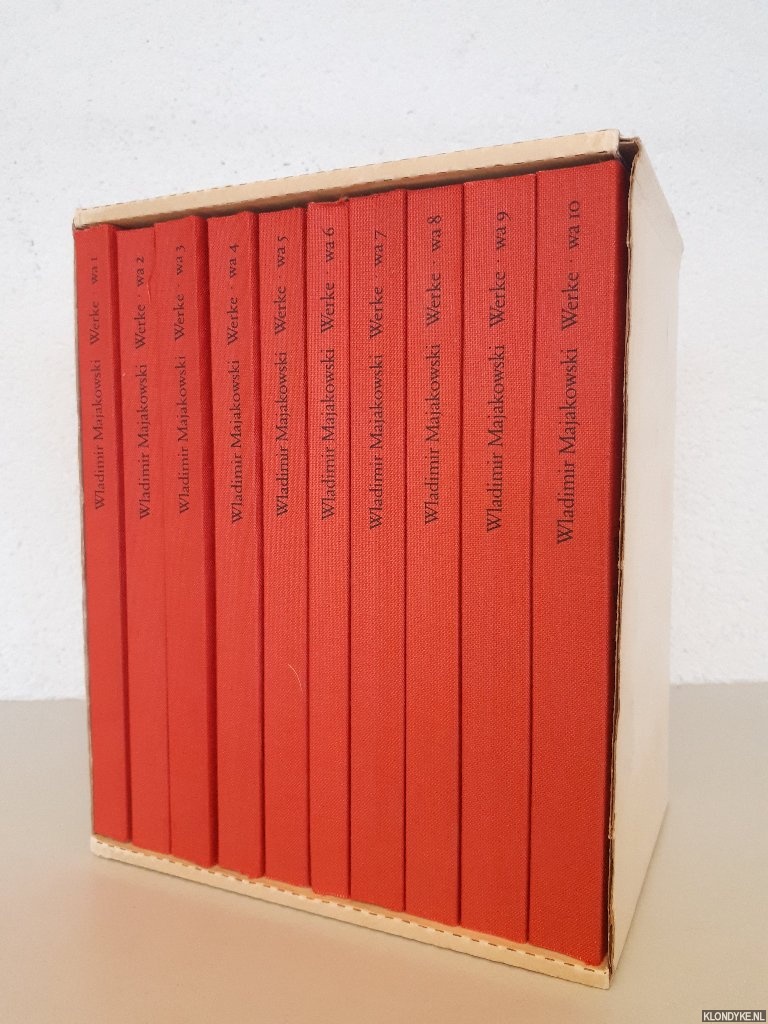 Wladimir Majakowski Werke · wa 1
Wladimir Majakowski Werke · wa 2
Wladimir Majakowski Werke · wa 3
Wladimir Majakowski Werke · wa 4
Wladimir Majakowski Werke · wa 5
Wladimir Majakowski Werke · wa 6
Wladimir Majakowski Werke · wa 7
Wladimir Majakowski Werke · wa 8
Wladimir Majakowski Werke · wa 9
Wladimir Majakowski Werke · wa 10
KLONDYKE.NL